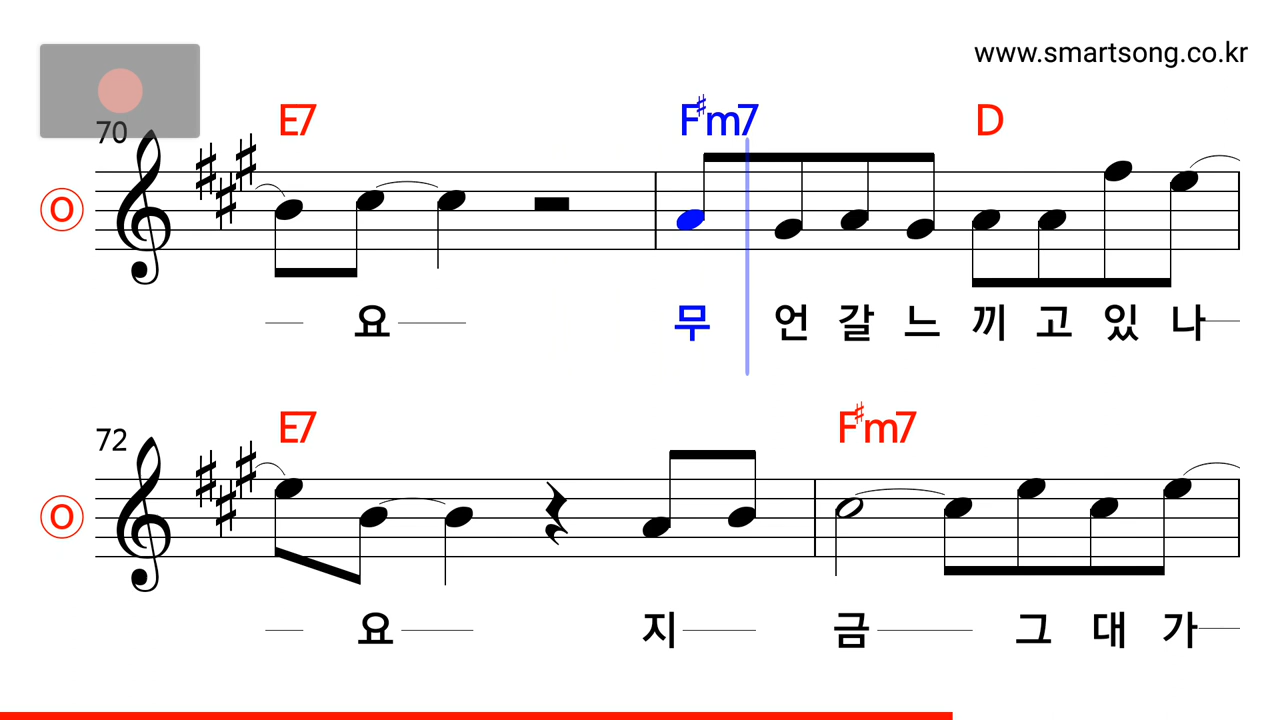 www.smartsong.co.kr
70
E7 F♯m7 D
O
요 무 언 갈 느 끼 고 있 나
72
E7 F♯m7
O
요 지 금 그 대 가